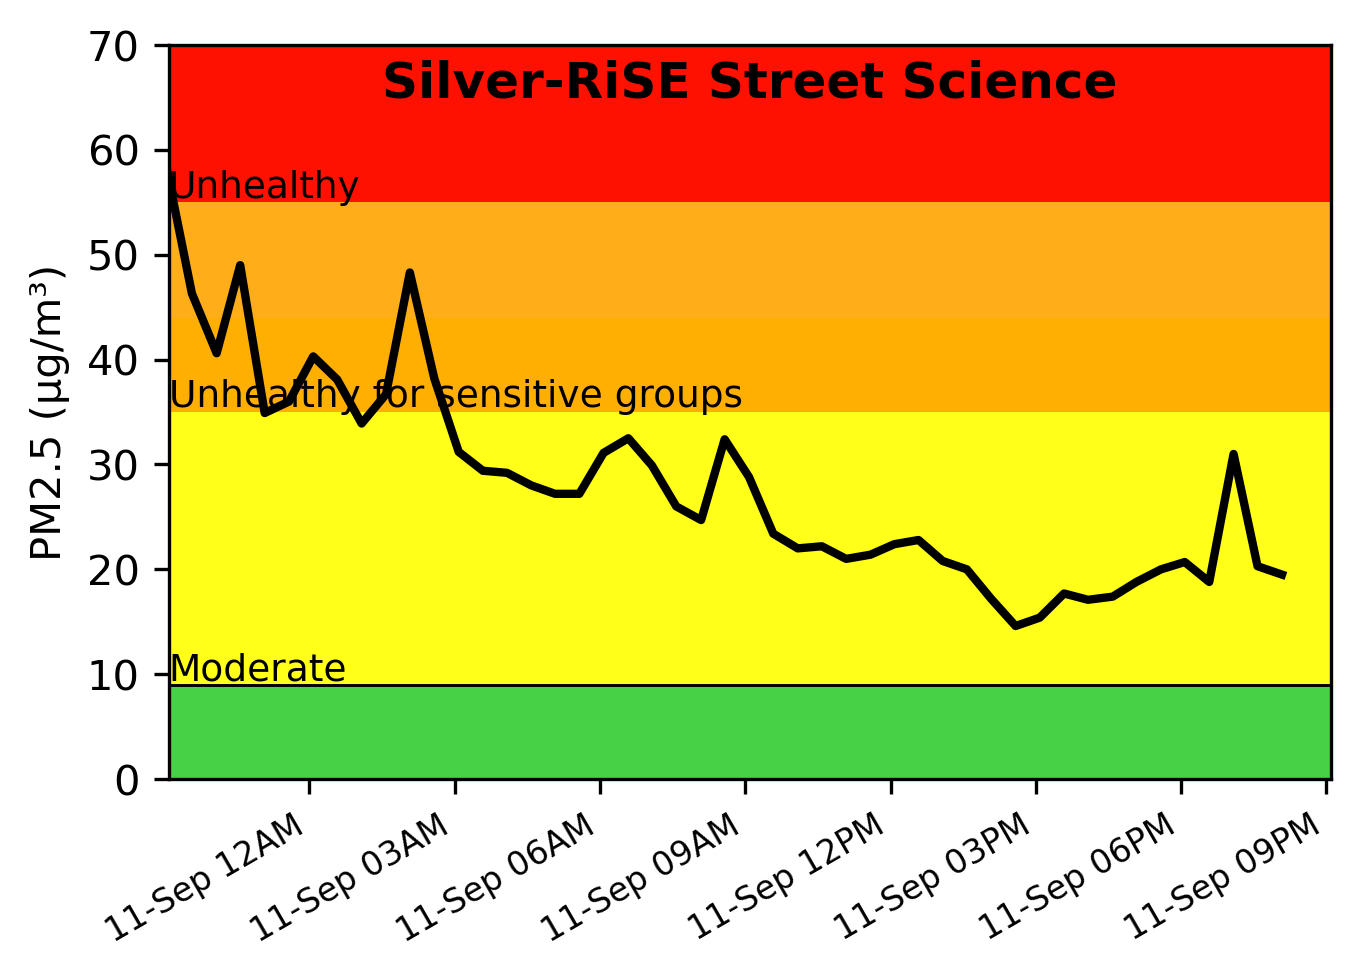 Silver-RiSE Street Science
PM2.5 (µg/m³)
70
60
50
40
30
20
10
0
Unhealthy
Unhealthy for sensitive groups
Moderate
11-Sep 12AM
11-Sep 03AM
11-Sep 06AM
11-Sep 09AM
11-Sep 12PM
11-Sep 03PM
11-Sep 06PM
11-Sep 09PM